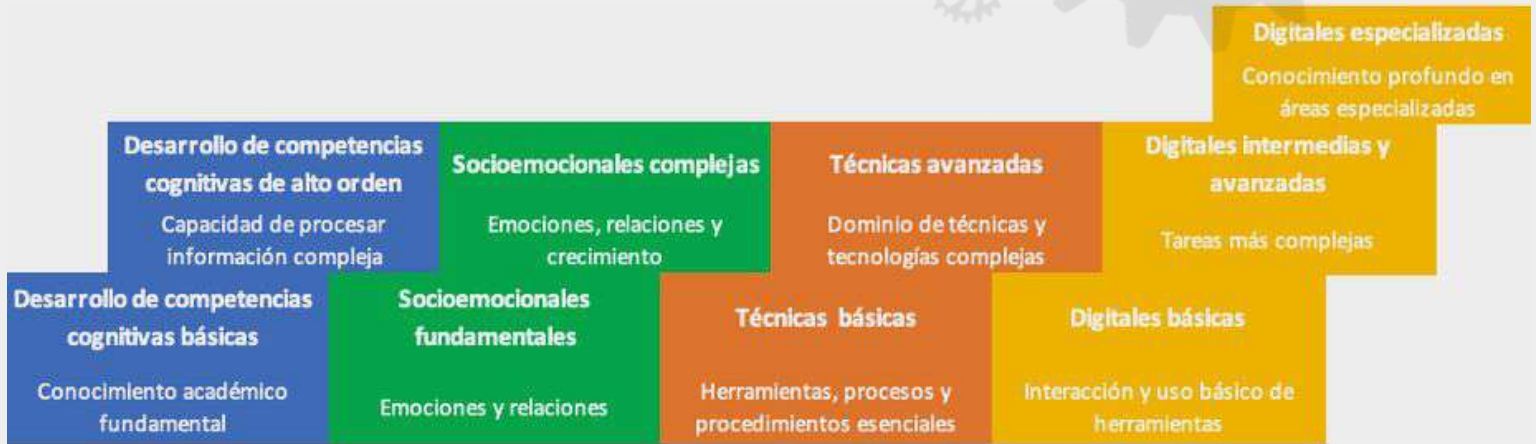 Digitales especializadas
Conocimiento profundo en
áreas especializadas
Desarrollo de competencias
cognitivas de alto orden
Capacidad de procesar
información compleja
Socioemocionales complejas
Emociones, relaciones y
crecimiento
Técnicas avanzadas
Dominio de técnicas y
tecnologías complejas
Digitales intermedias y
avanzadas
Tareas más complejas
Desarrollo de competencias
cognitivas básicas
Conocimiento académico
fundamental
Socioemocionales
fundamentales
Emociones y relaciones
Técnicas básicas
Herramientas, procesos y
procedimientos esenciales
Digitales básicas
Interacción y uso básico de
herramientas